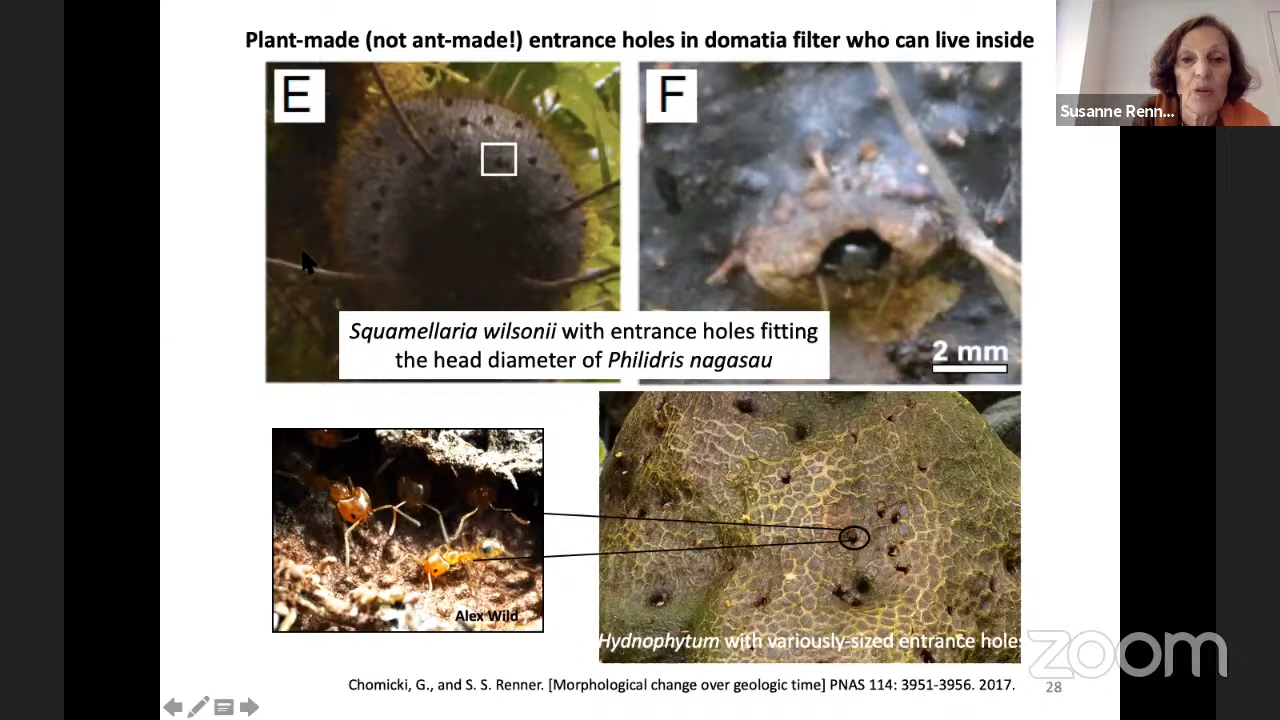 Plant-made (not ant-made!) entrance holes in domatia filter who can live inside
Susanne Renn...
E
F
Squamellaria wilsonii with entrance holes fitting
the head diameter of Philidris nagasau
2 mm
Alex Wild
Hydnophytum with variously-sized entrance holes
zoom
Chomicki, G., and S. S. Renner. [Morphological change over geologic time] PNAS 114: 3951-3956. 2017.
28